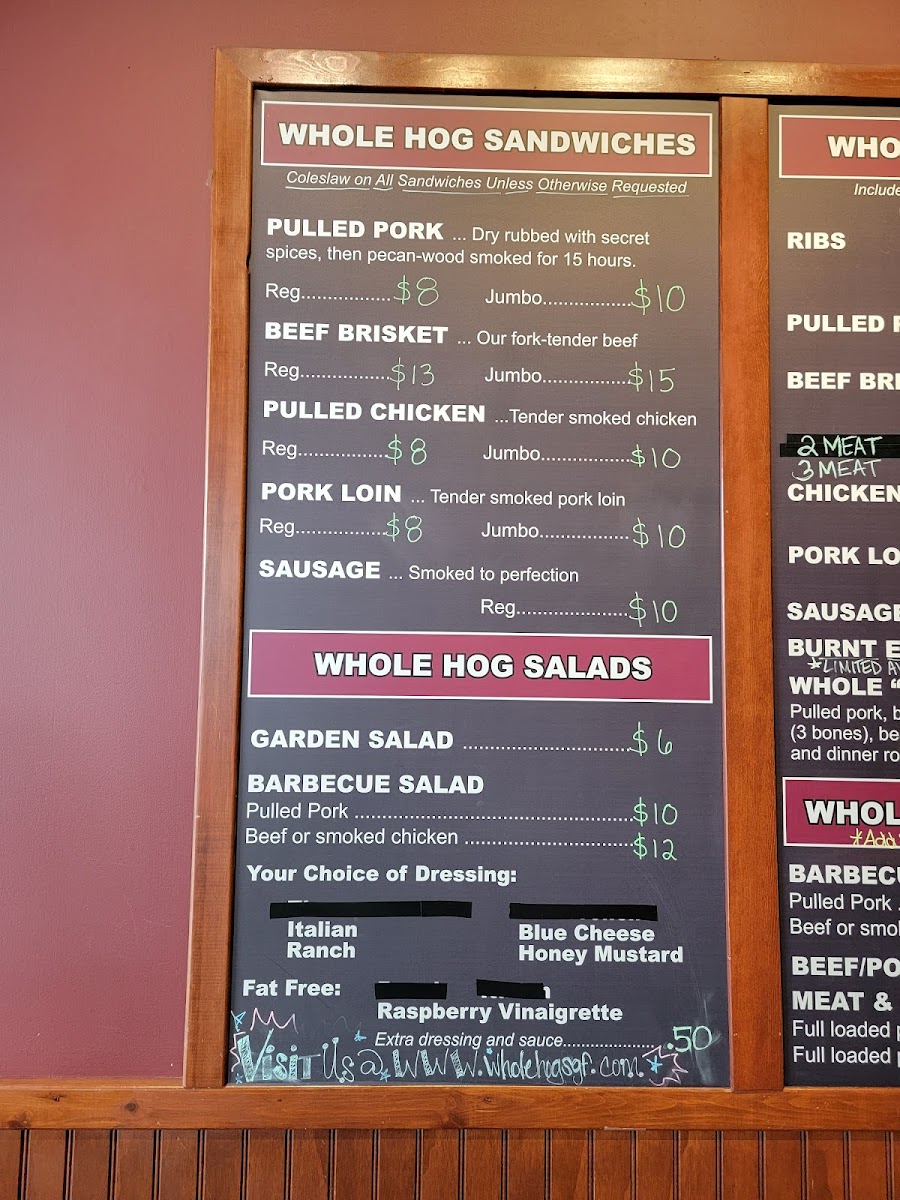 WHOLE HOG SANDWICHES
Coleslaw on All Sandwiches Unless Otherwise Requested
PULLED PORK ... Dry rubbed with secret
spices, then pecan-wood smoked for 15 hours.
Reg..................$8 Jumbo.................$10
BEEF BRISKET ... Our fork-tender beef
Reg..................$13 Jumbo.................$15
PULLED CHICKEN ...Tender smoked chicken
Reg.................$8 Jumbo.................$10
PORK LOIN ... Tender smoked pork loin
Reg..................$8 Jumbo.................$10
SAUSAGE ... Smoked to perfection
Reg......................$10
WHOLE HOG SALADS
GARDEN SALAD ..............................$6
BARBECUE SALAD
Pulled Pork ...................................................$10
Beef or smoked chicken ...............................$12
Your Choice of Dressing:
Italian
Ranch
Blue Cheese
Honey Mustard
Fat Free:
Raspberry Vinaigrette
Extra dressing and sauce.....................50
Visit Us @ WWW.wholehogsgf.com.
WHO
Include
RIBS
PULLED P
BEEF BRI
2 MEAT
3 MEAT
CHICKEN
PORK LO
SAUSAGE
BURNT E
*LIMITED AV
WHOLE "
Pulled pork, b
(3 bones), be
and dinner ro
WHOL
*Add
BARBECU
Pulled Pork .
Beef or smo
BEEF/PO
MEAT &
Full loaded p
Full loaded p